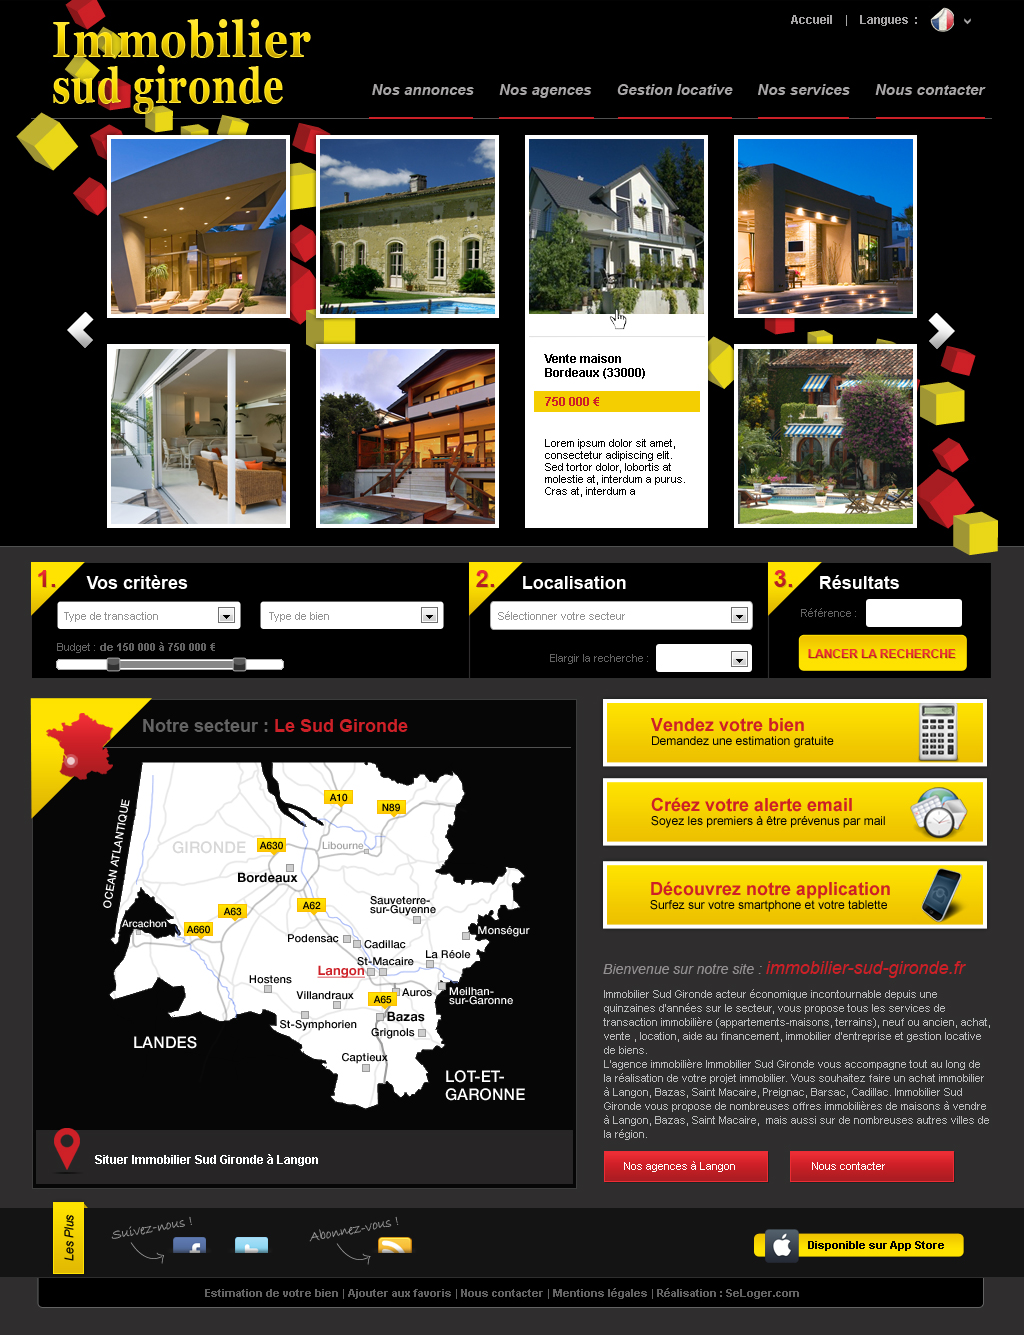 Immobilier
sud gironde
Accueil | Langues :
Nos annonces Nos agences Gestion locative Nos services Nous contacter
Vente maison
Bordeaux (33000)
750 000 €
Lorem ipsum dolor sit amet,
consectetur adipiscing elit.
Sed tortor dolor, lobortis at
molestie at, interdum a purus.
Cras at, interdum a
1. Vos critères
Type de transaction
Type de bien
Budget : de 150 000 à 750 000 €
2. Localisation
Sélectionner votre secteur
Elargir la recherche :
3. Résultats
Référence :
LANCER LA RECHERCHE
Notre secteur : Le Sud Gironde
OCEAN ATLANTIQUE
A10
N89
GIRONDE
A630
Libourne
Bordeaux
A62
A63
Sauveterre-
sur-Guyenne
Arcachon
A660
Monségur
Podensac
Cadillac
La Réole
St-Macaire
Langon
Hostens
Villandraux
A65
Auros
Meilhan-
sur-Garonne
St-Symphorien
Bazas
Grignols
LANDES
Captieux
LOT-ET-
GARONNE
Situer Immobilier Sud Gironde à Langon
Vendez votre bien
Demandez une estimation gratuite
Créez votre alerte email
Soyez les premiers à être prévenus par mail
Découvrez notre application
Surfez sur votre smartphone et votre tablette
Bienvenue sur notre site : immobilier-sud-gironde.fr
Immobilier Sud Gironde acteur économique incontournable depuis une
quinzaines d'années sur le secteur, vous propose tous les services de
transaction immobilière (appartements-maisons, terrains), neuf ou ancien, achat,
vente , location, aide au financement, immobilier d'entreprise et gestion locative
de biens.
L'agence immobilière Immobilier Sud Gironde vous accompagne tout au long de
la réalisation de votre projet immobilier. Vous souhaitez faire un achat immobilier
à Langon, Bazas, Saint Macaire, Preignac, Barsac, Cadillac. Immobilier Sud
Gironde vous propose de nombreuses offres immobilières de maisons à vendre
à Langon, Bazas, Saint Macaire, mais aussi sur de nombreuses autres villes de
la région.
Nos agences à Langon
Nous contacter
Les Plus
Suivez-nous !
Abonnez-vous !
Disponible sur App Store
Estimation de votre bien | Ajouter aux favoris | Nous contacter | Mentions légales | Réalisation : SeLoger.com